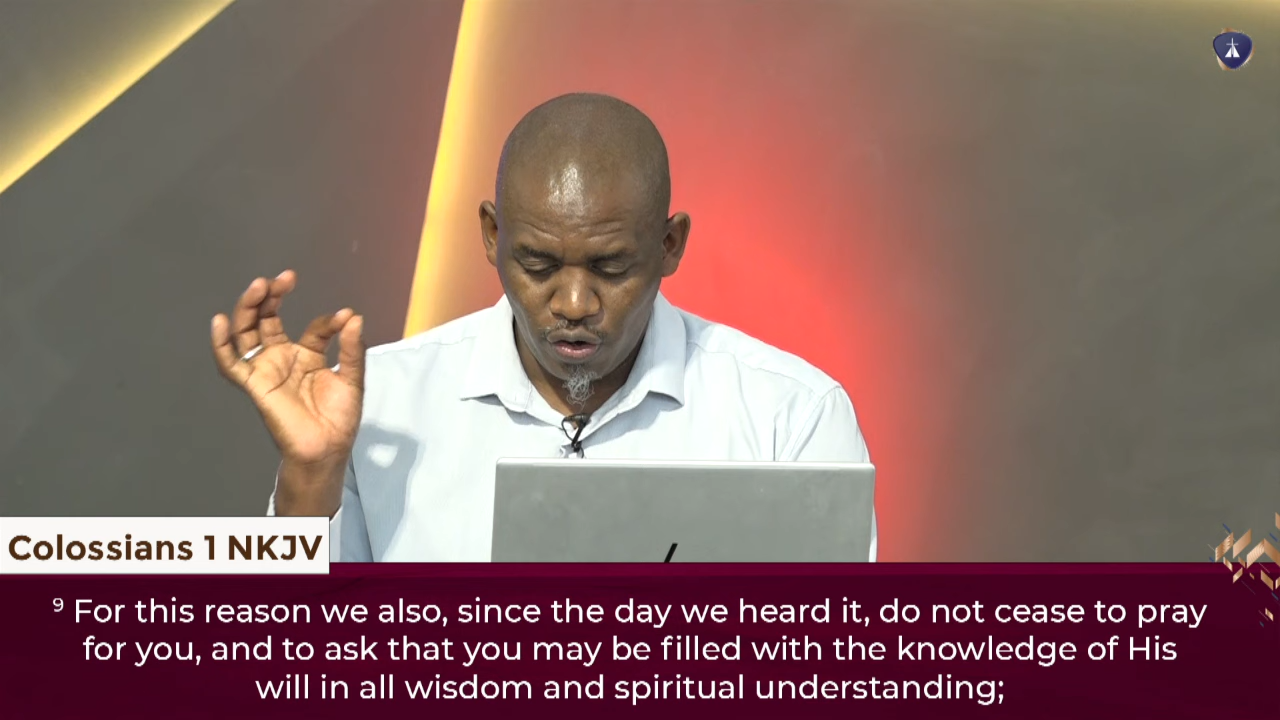 Colossians 1 NKJV
9 For this reason we also, since the day we heard it, do not cease to pray
for you, and to ask that you may be filled with the knowledge of His
will in all wisdom and spiritual understanding;